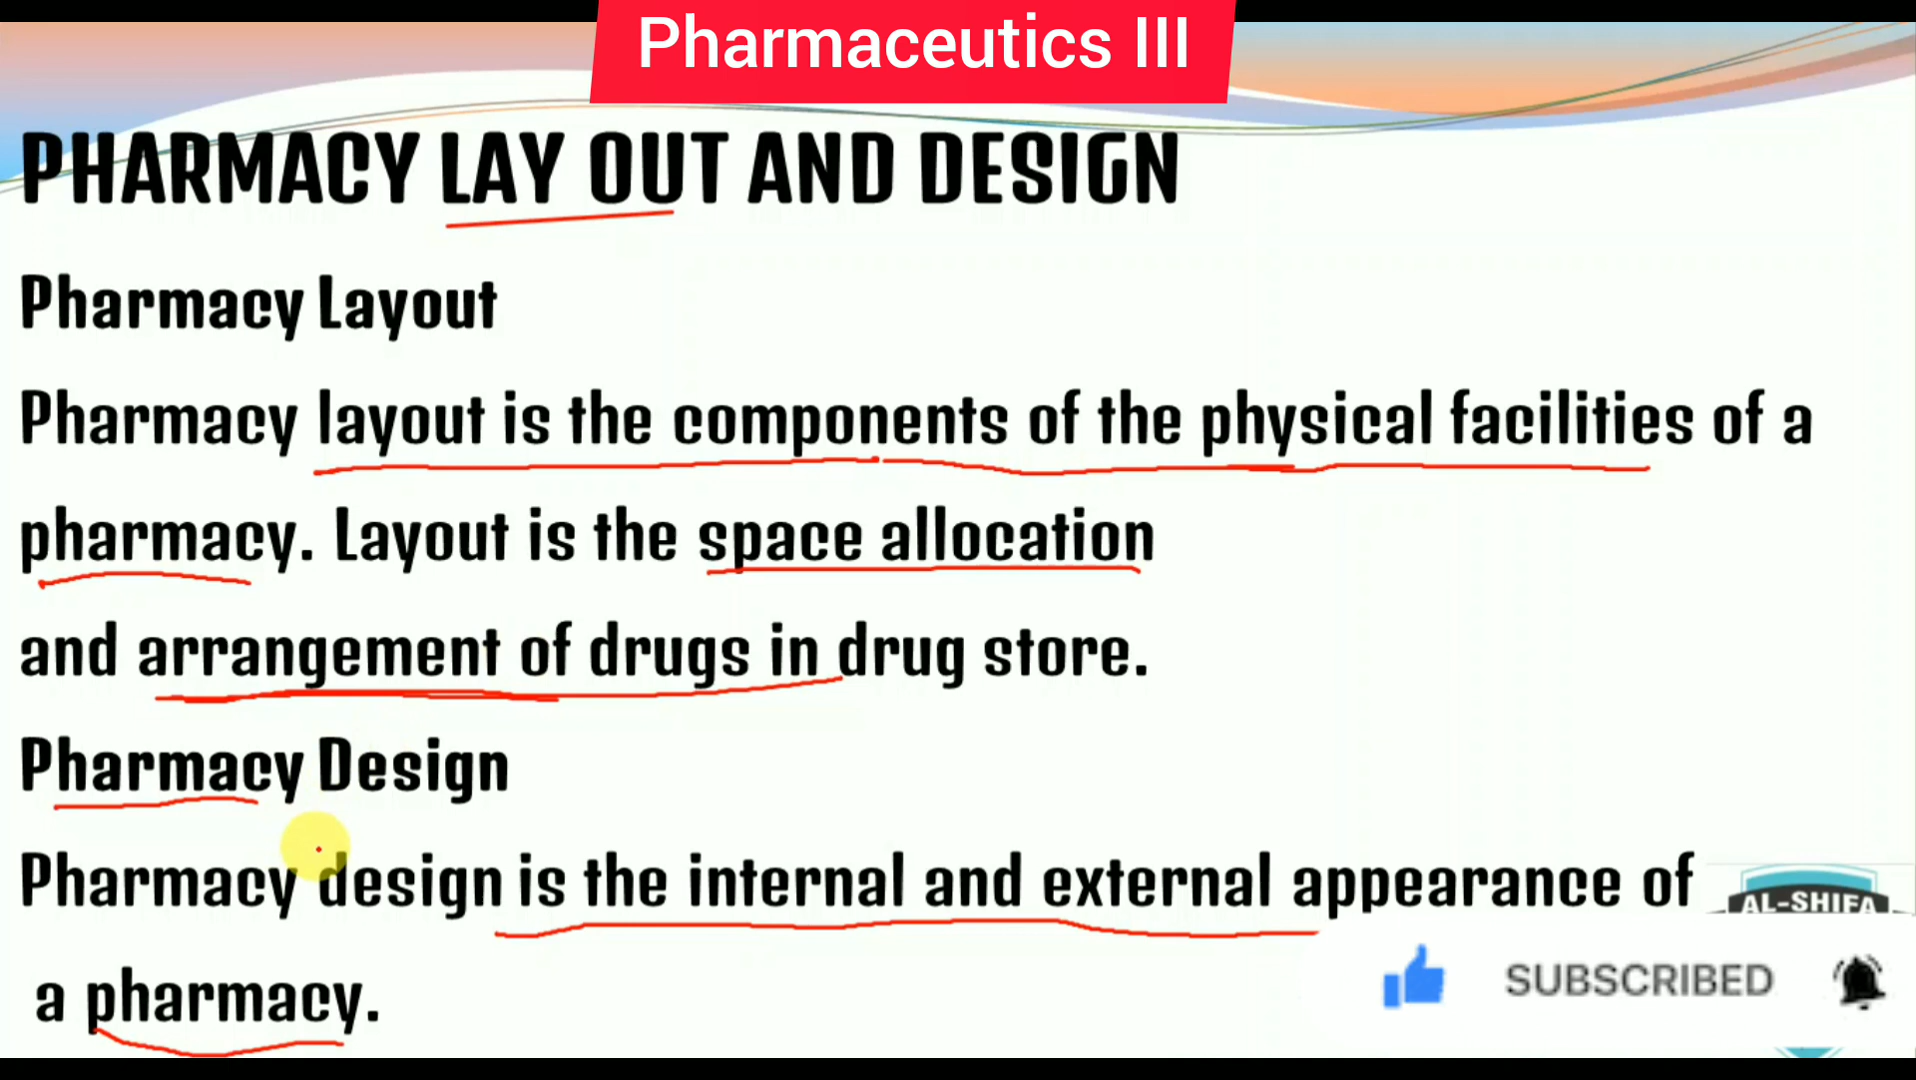 Pharmaceutics III
PHARMACY LAY OUT AND DESIGN
Pharmacy Layout
Pharmacy layout is the components of the physical facilities of a
pharmacy. Layout is the space allocation
and arrangement of drugs in drug store.
Pharmacy Design
Pharmacy design is the internal and external appearance of
a pharmacy.
AL-SHIFA
SUBSCRIBED